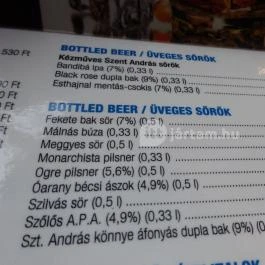 .530 Ft
BOTTLED BEER / ÜVEGES SÖRÖK
Kézműves Szent András sörök
Bandibá ipa (7%) (0,33 l)
Black rose dupla bak (9%) (0,33 l)
Esthajnal mentás-csokis (7%) (0,33 l)
BOTTLED BEER / ÜVEGES SÖRÖK
Fekete bak sör (7%) (0,5 l)
Málnás búza (0,33 l)
Meggyes sör (0,5 l)
Monarchista pilsner (0,33 l)
Ogre pilsner (5,6%) (0,5 l)
Óarany bécsi ászok (4,9%) (0,5 l)
Szilvás sör (0,5 l)
Szőlős A.P.A. (4,9%) (0,33 l)
Szt. András könnye áfonyás dupla bak (9%)
jártem.hu